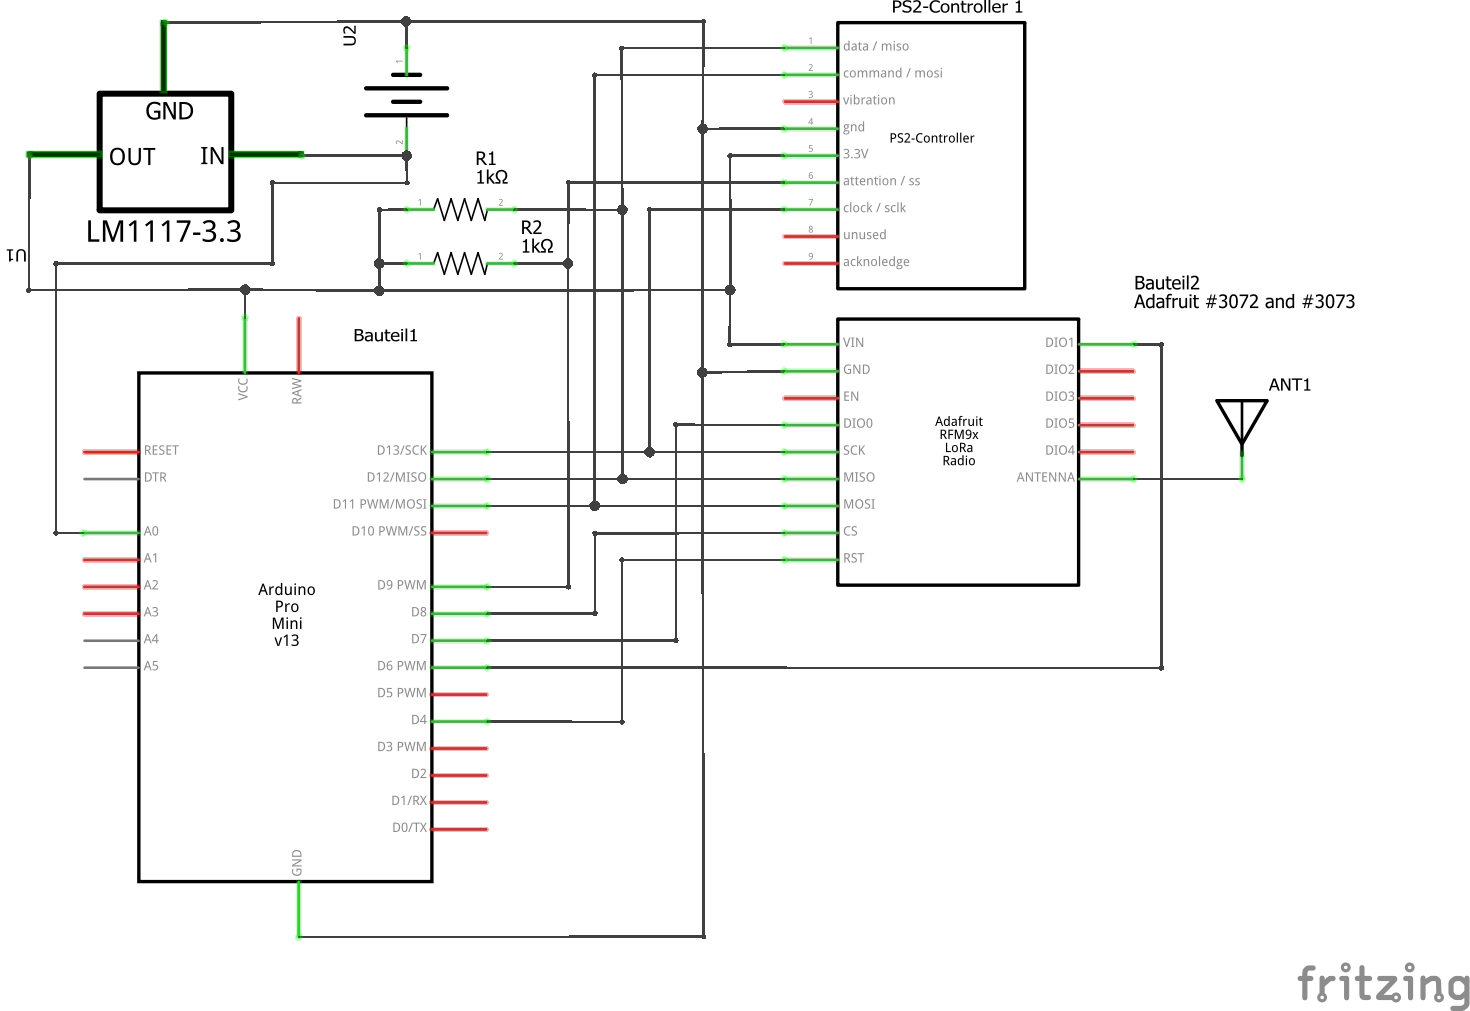 PS2-Controller 1
U2
1
2
GND
OUT
IN
LM1117-3.3
U1
R1
1kΩ
1
2
R2
1kΩ
1
2
1
data / miso
2
command / mosi
3
vibration
4
gnd
5
3.3V
6
attention / ss
7
clock / sclk
8
unused
9
acknoledge
PS2-Controller
Bauteil2
Adafruit #3072 and #3073
VIN
GND
EN
DIO0
SCK
MISO
MOSI
CS
RST
Adafruit
RFM9x
LoRa
Radio
DIO1
DIO2
DIO3
DIO5
DIO4
ANTENNA
ANT1
Bauteil1
VCC
RAW
RESET
DTR
A0
A1
A2
A3
A4
A5
Arduino
Pro
Mini
v13
D13/SCK
D12/MISO
D11 PWM/MOSI
D10 PWM/SS
D9 PWM
D8
D7
D6 PWM
D5 PWM
D4
D3 PWM
D2
D1/RX
D0/TX
GND
fritzing